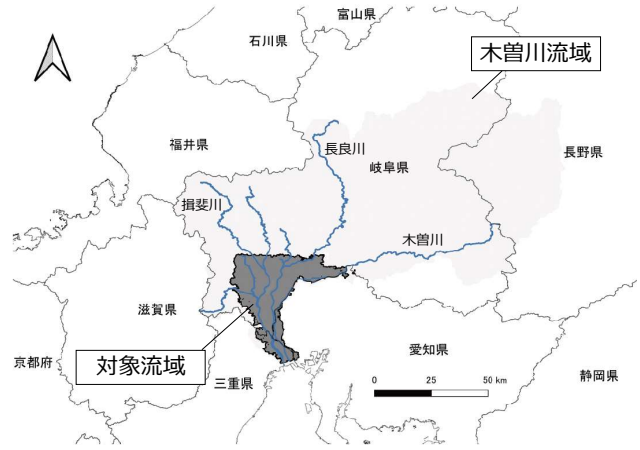 富山県
石川県
木曽川流域
長良川
福井県
岐阜県
長野県
揖斐川
木曽川
滋賀県
対象流域
愛知県
京都府
三重県
静岡県
0 25 50 km